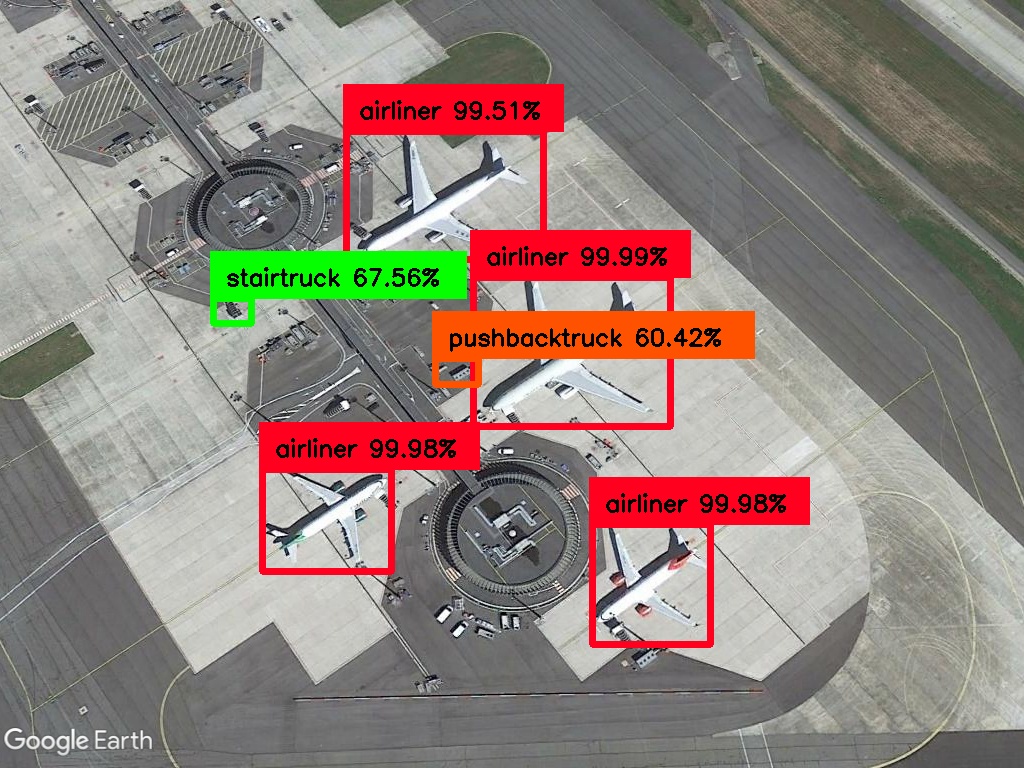 airliner 99.51%
airliner 99.99%
stairtruck 67.56%
pushbacktruck 60.42%
airliner 99.98%
airliner 99.98%
Google Earth